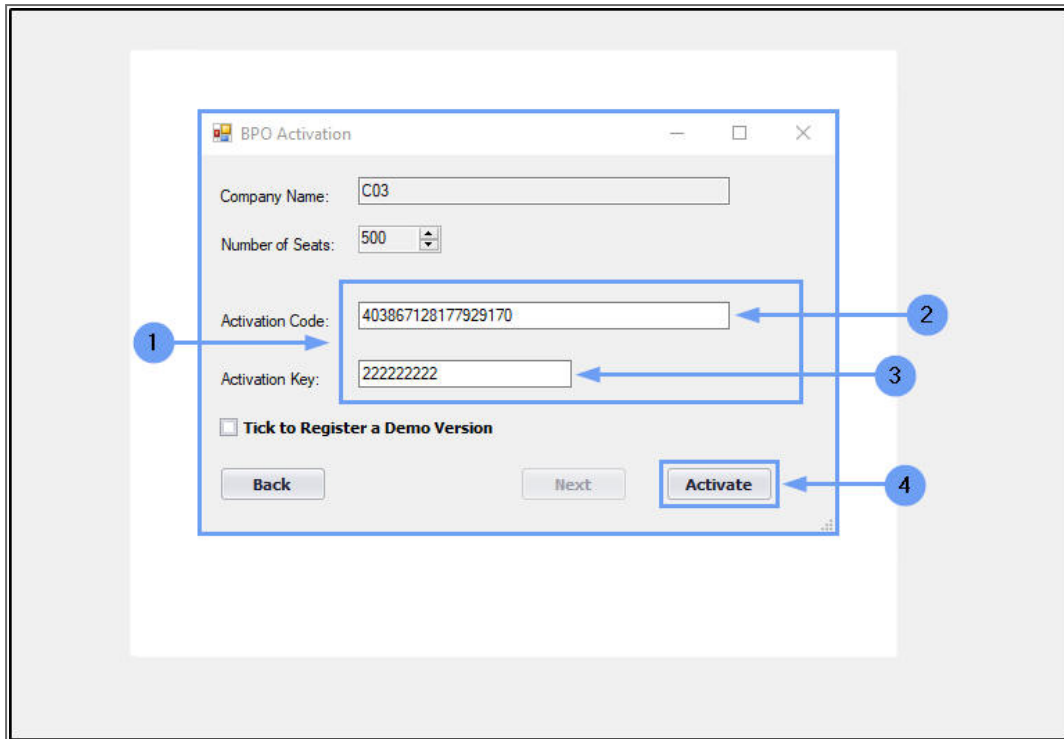 BPO Activation
Company Name: C03
Number of Seats: 500
Activation Code: 403867128177929170
2
1
Activation Key: 222222222
3
Tick to Register a Demo Version
Back Next Activate
4